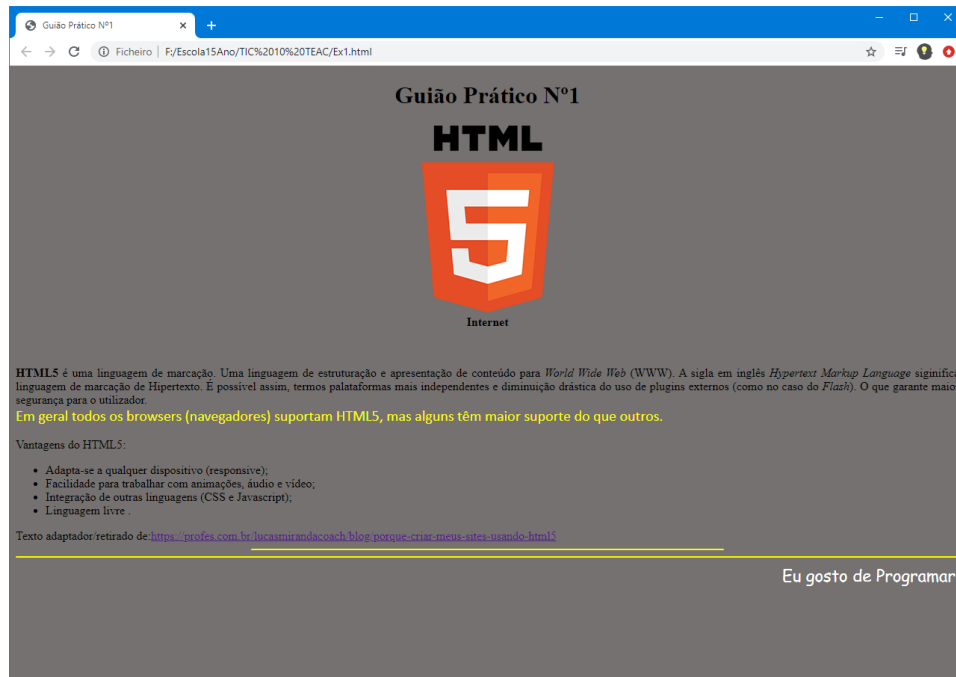 Guião Prático Nº1
Ficheiro | F:/Escola15Ano/TIC%2010%20TEAC/Ex1.html
Guião Prático Nº1
HTML
5
Internet
HTML5 é uma linguagem de marcação. Uma linguagem de estruturação e apresentação de conteúdo para World Wide Web (WWW). A sigla em inglês Hypertext Markup Language siginifica
linguagem de marcação de Hipertexto. É possível assim, termos palataformas mais independentes e diminuição drástica do uso de plugins externos (como no caso do Flash). O que garante maior
segurança para o utilizador.
Em geral todos os browsers (navegadores) suportam HTML5, mas alguns têm maior suporte do que outros.
Vantagens do HTML5:
• Adapta-se a qualquer dispositivo (responsive);
• Facilidade para trabalhar com animações, áudio e vídeo;
• Integração de outras linguagens (CSS e Javascript);
• Linguagem livre .
Texto adaptador/retirado de:https://profes.com.br/lucasmirandacoach/blog/porque-criar-meus-sites-usando-html5
Eu gosto de Programar